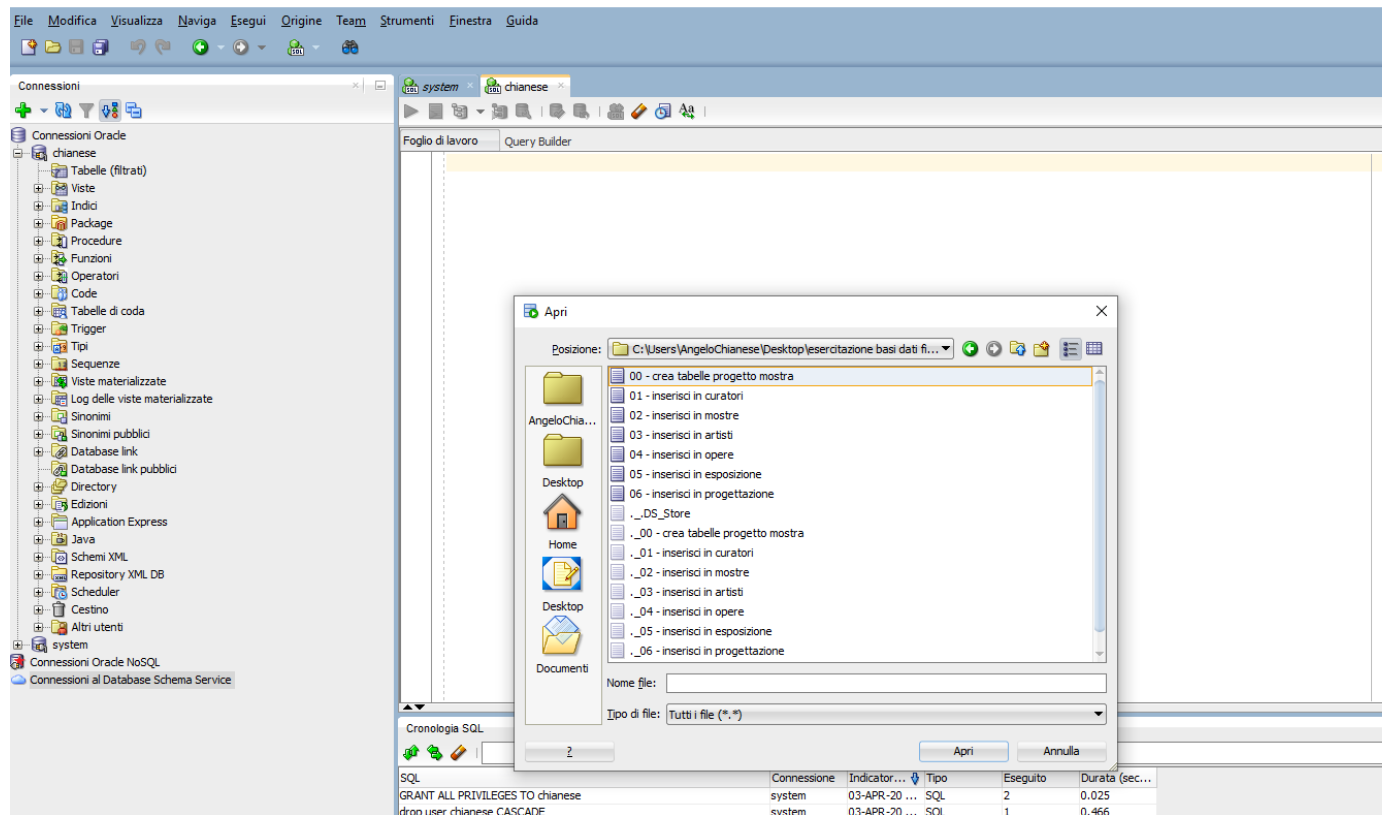 File Modifica Visualizza Naviga Esegui Origine Team Strumenti Finestra Guida
Connessioni
system
chianese
Foglio di lavoro Query Builder
Connessioni Oracle
chianese
Tabelle (filtrati)
Viste
Indici
Package
Procedure
Funzioni
Operatori
Code
Tabelle di coda
Trigger
Tipi
Sequenze
Viste materializzate
Log delle viste materializzate
Sinonimi
Sinonimi pubblici
Database link
Database link pubblici
Directory
Edizioni
Application Express
Java
Schemi XML
Repository XML DB
Scheduler
Cestino
Altri utenti
system
Connessioni Oracle NoSQL
Connessioni al Database Schema Service
Apri
Posizione: C:\Users\AngeloChianese\Desktop\esercitazione basi dati fi...
AngeloChia...
Desktop
Home
Desktop
Documenti
00 - crea tabelle progetto mostra
01 - inserisci in curatori
02 - inserisci in mostre
03 - inserisci in artisti
04 - inserisci in opere
05 - inserisci in esposizione
06 - inserisci in progettazione
._.DS_Store
._00 - crea tabelle progetto mostra
._01 - inserisci in curatori
._02 - inserisci in mostre
._03 - inserisci in artisti
._04 - inserisci in opere
._05 - inserisci in esposizione
._06 - inserisci in progettazione
Nome file:
Tipo di file: Tutti i file (*.*)
? Apri Annulla
Cronologia SQL
SQL Connessione Indicator... Tipo Eseguito Durata (sec...
GRANT ALL PRIVILEGES TO chianese system 03-APR-20 ... SQL 2 0.025
drop user chianese CASCADE system 03-APR-20 ... SQL 1 0.466